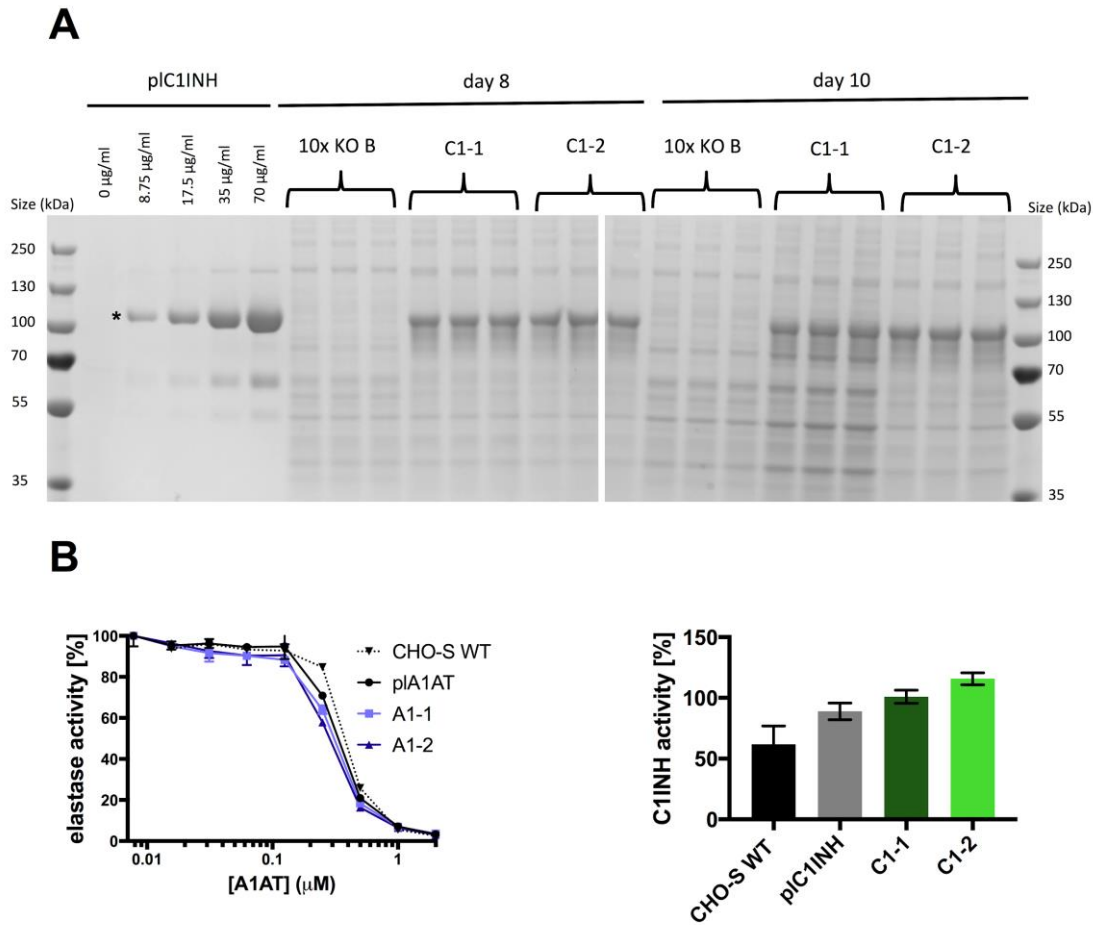 A
plC1INH
day 8
day 10
0 µg/ml
8.75 µg/ml
17.5 µg/ml
35 µg/ml
70 µg/ml
10x KO B
C1-1
C1-2
10x KO B
C1-1
C1-2
Size (kDa)
Size (kDa)
250
130
100
70
55
35
*
250
130
100
70
55
35
B
elastase activity [%]
100
80
60
40
20
0
0.01
0.1
1
[A1AT] (µM)
CHO-S WT
plA1AT
A1-1
A1-2
C1INH activity [%]
150
100
50
0
CHO-S WT
plC1INH
C1-1
C1-2